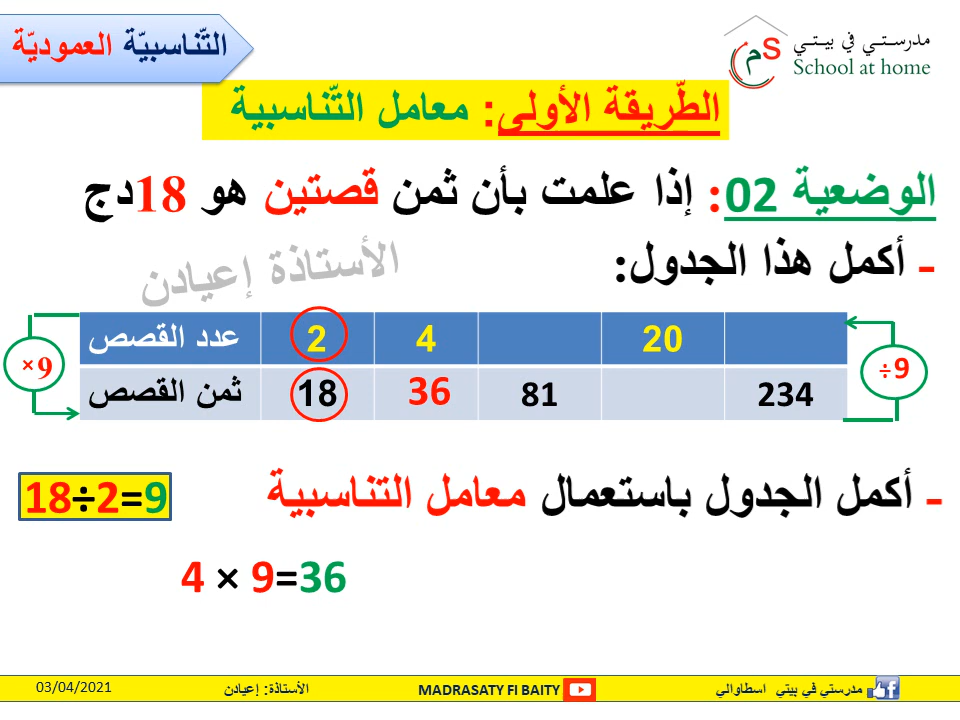 التّناسبيّة العموديّة
مدرستي في بيتي
School at home
م S
الطّريقة الأولى: معامل التّناسبية
الوضعية 02: إذا علمت بأن ثمن قصتين هو 18دج
- أكمل هذا الجدول:
الأستاذة إعيادن
عدد القصص 2 4 20
ثمن القصص 18 36 81 234
×9
÷9
- أكمل الجدول باستعمال معامل التناسبية
18÷2=9
4 × 9=36
03/04/2021 الأستاذة: إعيادن MADRASATY FI BAITY مدرستي في بيتي اسطاوالي